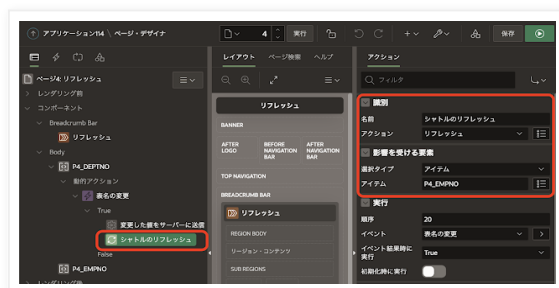 アプリケーション114 \ ページ・デザイナ
4
実行
保存
ページ4: リフレッシュ
レンダリング前
コンポーネント
Breadcrumb Bar
リフレッシュ
Body
P4_DEPTNO
動的アクション
表名の変更
True
変更した値をサーバーに送信
シャトルのリフレッシュ
False
P4_EMPNO
レンダリング後
レイアウト
ページ検索
ヘルプ
リフレッシュ
BANNER
AFTER LOGO
BEFORE NAVIGATION BAR
AFTER NAVIGATION BAR
TOP NAVIGATION
BREADCRUMB BAR
リフレッシュ
REGION BODY
リージョン・コンテンツ
SUB REGIONS
アクション
フィルタ
識別
名前
シャトルのリフレッシュ
アクション
リフレッシュ
影響を受ける要素
選択タイプ
アイテム
アイテム
P4_EMPNO
実行
順序
20
イベント
表名の変更
イベント結果時に
実行
True
初期化時に実行